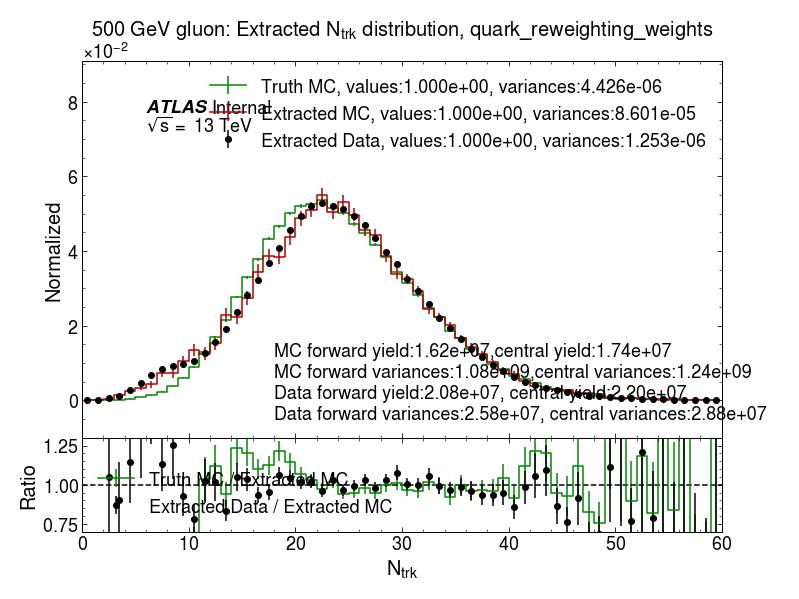 500 GeV gluon: Extracted N_trk distribution, quark_reweighting_weights
×10⁻²
Truth MC, values:1.000e+00, variances:4.426e-06
ATLAS Internal
Extracted MC, values:1.000e+00, variances:8.601e-05
√s = 13 TeV
Extracted Data, values:1.000e+00, variances:1.253e-06
8
6
4
2
0
Normalized
MC forward yield:1.62e+07,central yield:1.74e+07
MC forward variances:1.08e+09,central variances:1.24e+09
Data forward yield:2.08e+07, central yield:2.20e+07
Data forward variances:2.58e+07, central variances:2.88e+07
1.25
1.00
0.75
Ratio
Truth MC / Extracted MC
Extracted Data / Extracted MC
0 10 20 30 40 50 60
N_trk